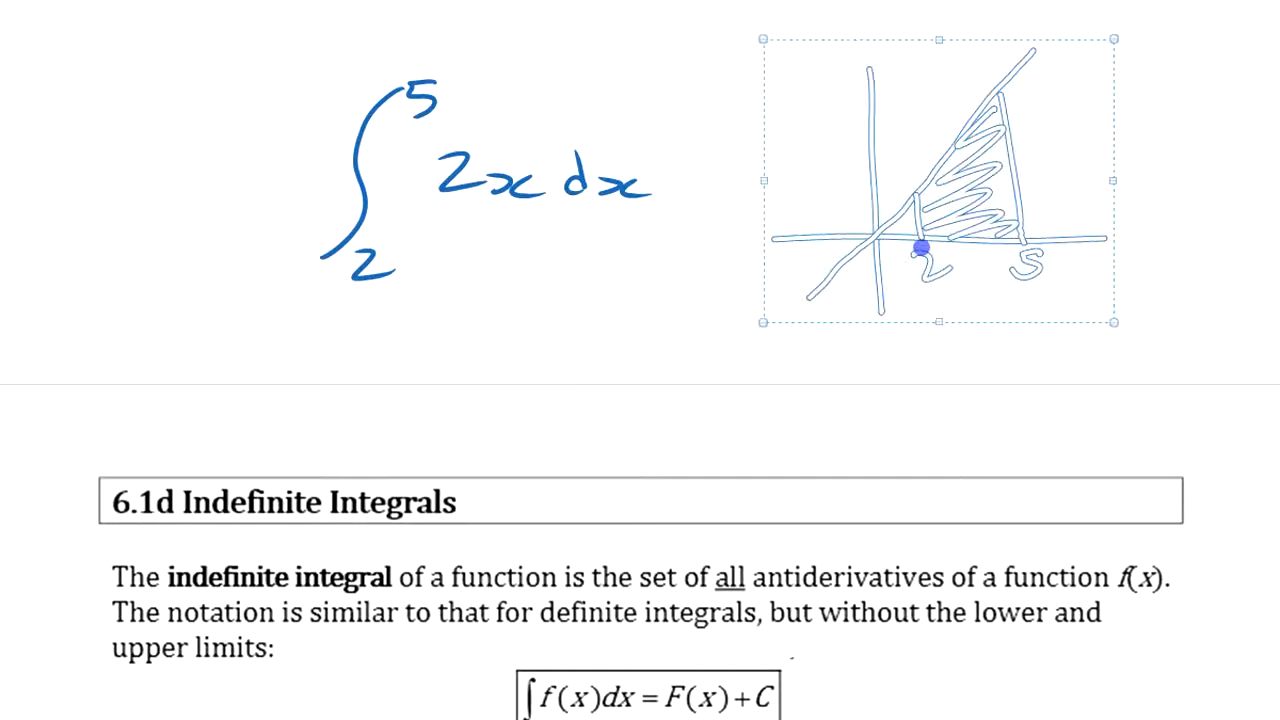 ∫₂⁵ 2x dx
2 5
6.1d Indefinite Integrals
The indefinite integral of a function is the set of all antiderivatives of a function f(x).
The notation is similar to that for definite integrals, but without the lower and
upper limits:
∫f(x)dx = F(x)+C